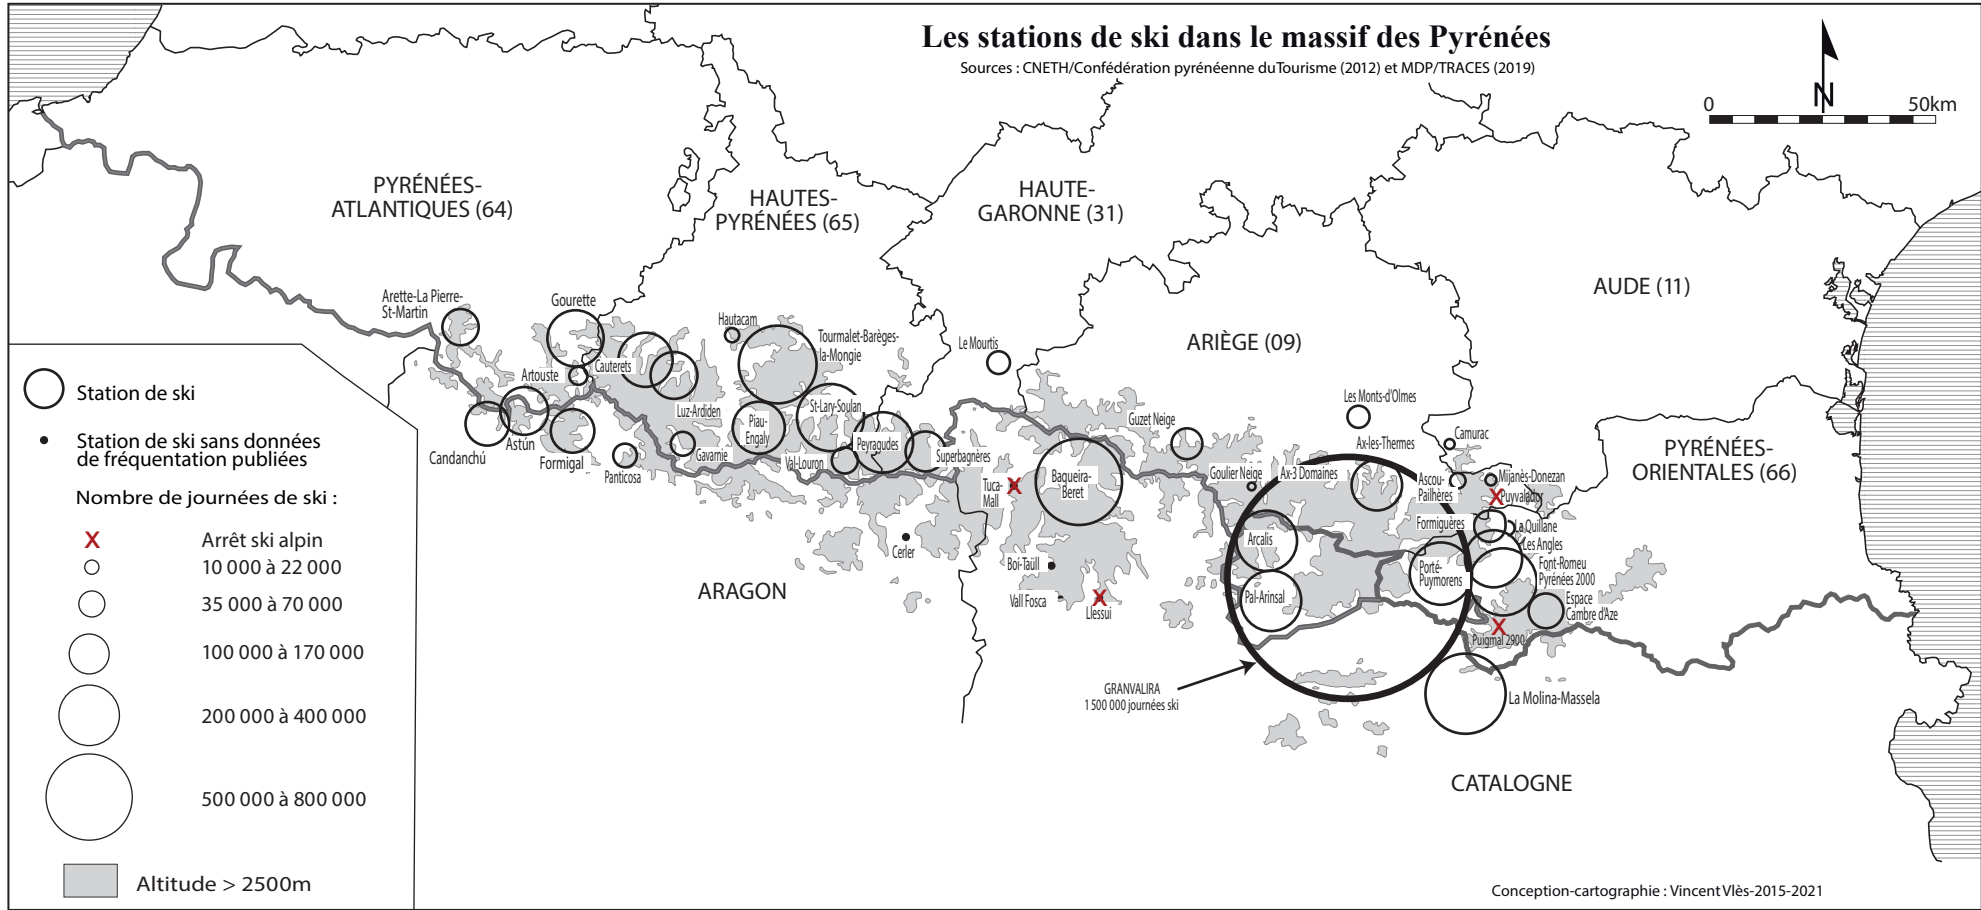 Les stations de ski dans le massif des Pyrénées
Sources : CNETH/Confédération pyrénéenne du Tourisme (2012) et MDP/TRACES (2019)
N
0
50km
PYRÉNÉES-
ATLANTIQUES (64)
HAUTES-
PYRÉNÉES (65)
HAUTE-
GARONNE (31)
ARIÈGE (09)
AUDE (11)
PYRÉNÉES-
ORIENTALES (66)
ARAGON
CATALOGNE
Arette-La Pierre-
St-Martin
Gourette
Artouste
Cauterets
Hautacam
Tourmalet-Barèges-
la-Mongie
Luz-Ardiden
Piau-
Engaly
St-Lary-Soulan
Gavarnie
Val-Louron
Peyragudes
Superbagnères
Candanchú
Astún
Formigal
Panticosa
Le Mourtis
Tuca-
Mall
X
Baqueira-
Beret
Cerler
Boí-Taüll
Vall Fosca
X
Llessui
Guzet Neige
Goulier Neige
Ax-3 Domaines
Les Monts-d'Olmes
Ax-les-Thermes
Camurac
Ascou-
Pailhères
Mijanès-Donezan
X
Puyvalador
Formiguères
La Quillane
Les Angles
Font-Romeu
Pyrénées 2000
Espace
Cambre d'Aze
Porté-
Puymorens
Arcalis
Pal-Arinsal
X
Puigmal 2900
GRANVALIRA
1 500 000 journées ski
La Molina-Massela
Station de ski
Station de ski sans données
de fréquentation publiées
Nombre de journées de ski :
X Arrêt ski alpin
10 000 à 22 000
35 000 à 70 000
100 000 à 170 000
200 000 à 400 000
500 000 à 800 000
Altitude > 2500m
Conception-cartographie : Vincent Vlès-2015-2021